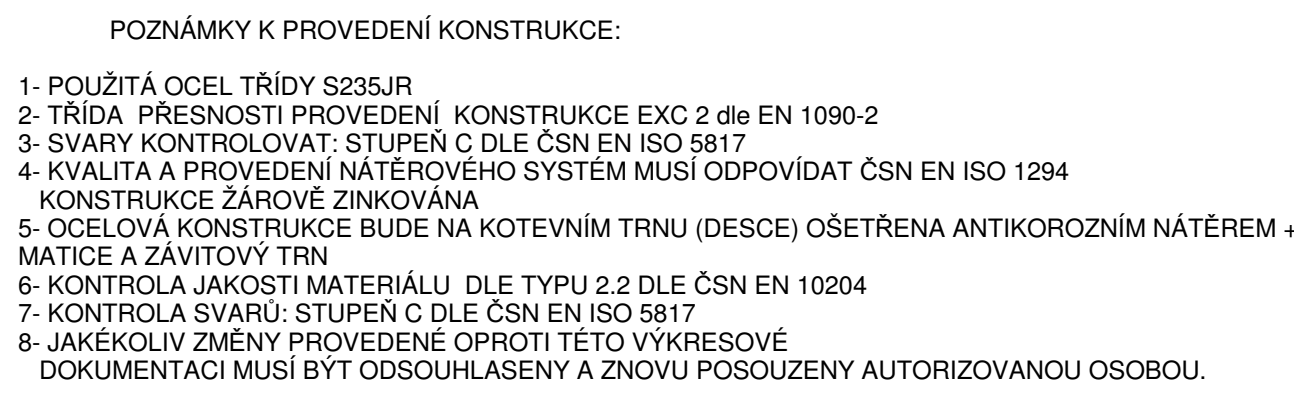 POZNÁMKY K PROVEDENÍ KONSTRUKCE:
1- POUŽITÁ OCEL TŘÍDY S235JR
2- TŘÍDA PŘESNOSTI PROVEDENÍ KONSTRUKCE EXC 2 dle EN 1090-2
3- SVARY KONTROLOVAT: STUPEŇ C DLE ČSN EN ISO 5817
4- KVALITA A PROVEDENÍ NÁTĚROVÉHO SYSTÉM MUSÍ ODPOVÍDAT ČSN EN ISO 1294
KONSTRUKCE ŽÁROVĚ ZINKOVÁNA
5- OCELOVÁ KONSTRUKCE BUDE NA KOTEVNÍM TRNU (DESCE) OŠETŘENA ANTIKOROZNÍM NÁTĚREM +
MATICE A ZÁVITOVÝ TRN
6- KONTROLA JAKOSTI MATERIÁLU DLE TYPU 2.2 DLE ČSN EN 10204
7- KONTROLA SVARŮ: STUPEŇ C DLE ČSN EN ISO 5817
8- JAKÉKOLIV ZMĚNY PROVEDENÉ OPROTI TÉTO VÝKRESOVÉ
DOKUMENTACI MUSÍ BÝT ODSOUHLASENY A ZNOVU POSOUZENY AUTORIZOVANOU OSOBOU.